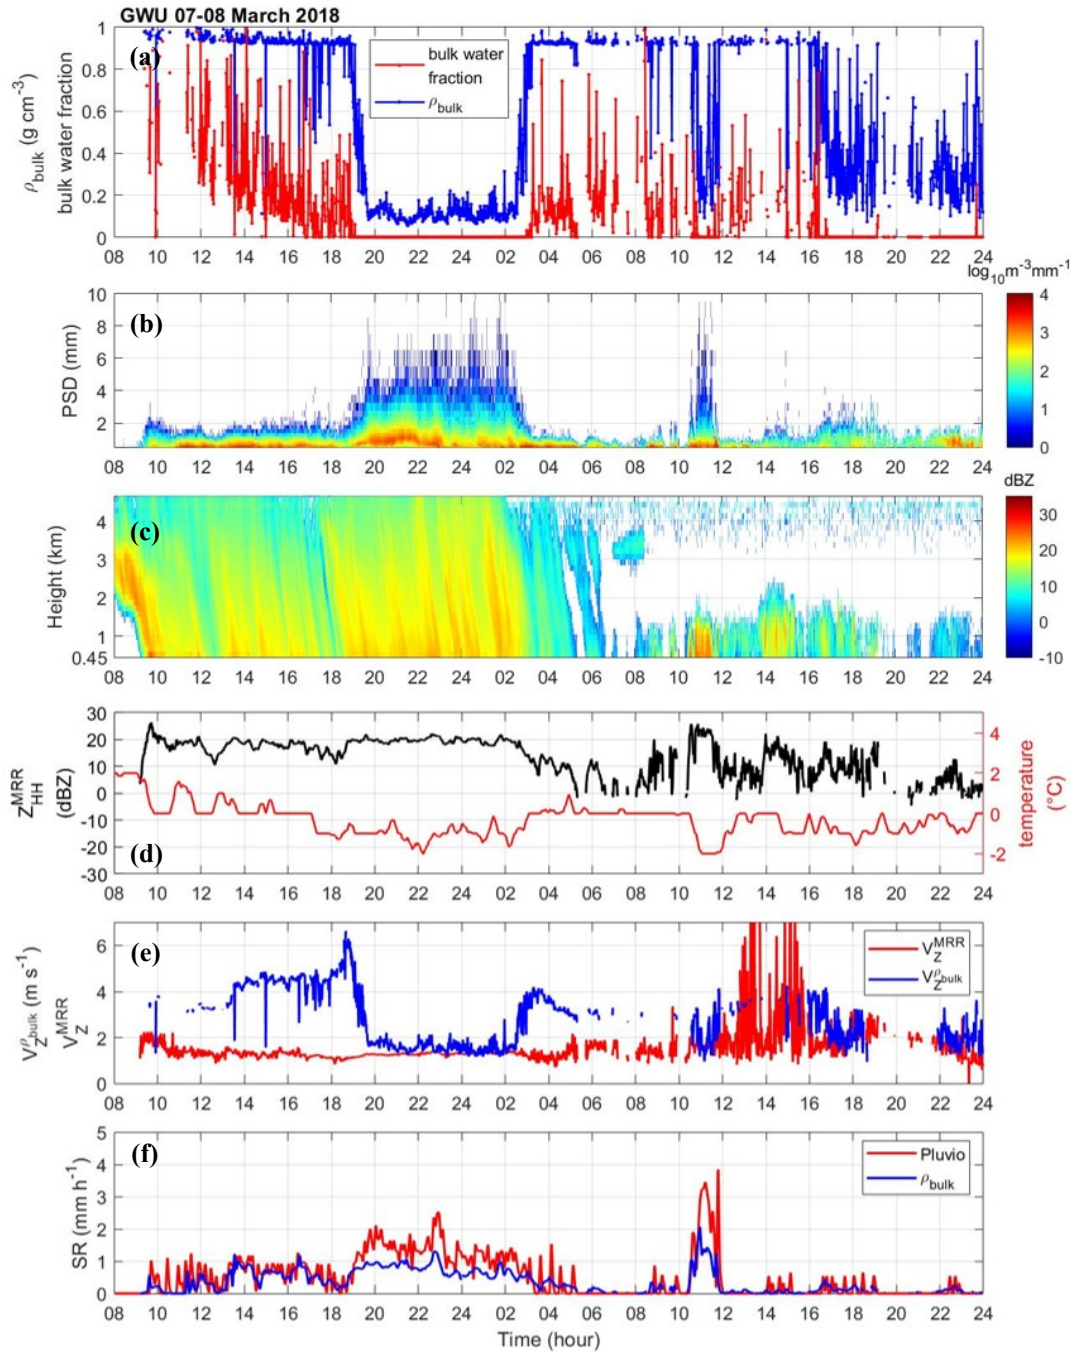 GWU 07-08 March 2018
(a)
bulk water
fraction
ρbulk
ρbulk (g cm-3)
bulk water fraction
1
0.8
0.6
0.4
0.2
0
08 10 12 14 16 18 20 22 24 02 04 06 08 10 12 14 16 18 20 22 24
log10m-3mm-1
(b)
PSD (mm)
10
8
6
4
2
4
3
2
1
0
08 10 12 14 16 18 20 22 24 02 04 06 08 10 12 14 16 18 20 22 24
dBZ
(c)
Height (km)
4
3
2
1
0.45
30
20
10
0
-10
08 10 12 14 16 18 20 22 24 02 04 06 08 10 12 14 16 18 20 22 24
ZHHMRR
(dBZ)
30
20
10
0
-10
-20
-30
(d)
4
2
0
-2
temperature
(°C)
08 10 12 14 16 18 20 22 24 02 04 06 08 10 12 14 16 18 20 22 24
(e)
VZρbulk (m s-1)
VZMRR
6
4
2
0
VZMRR
VZρbulk
08 10 12 14 16 18 20 22 24 02 04 06 08 10 12 14 16 18 20 22 24
(f)
SR (mm h-1)
5
4
3
2
1
0
Pluvio
ρbulk
08 10 12 14 16 18 20 22 24 02 04 06 08 10 12 14 16 18 20 22 24
Time (hour)